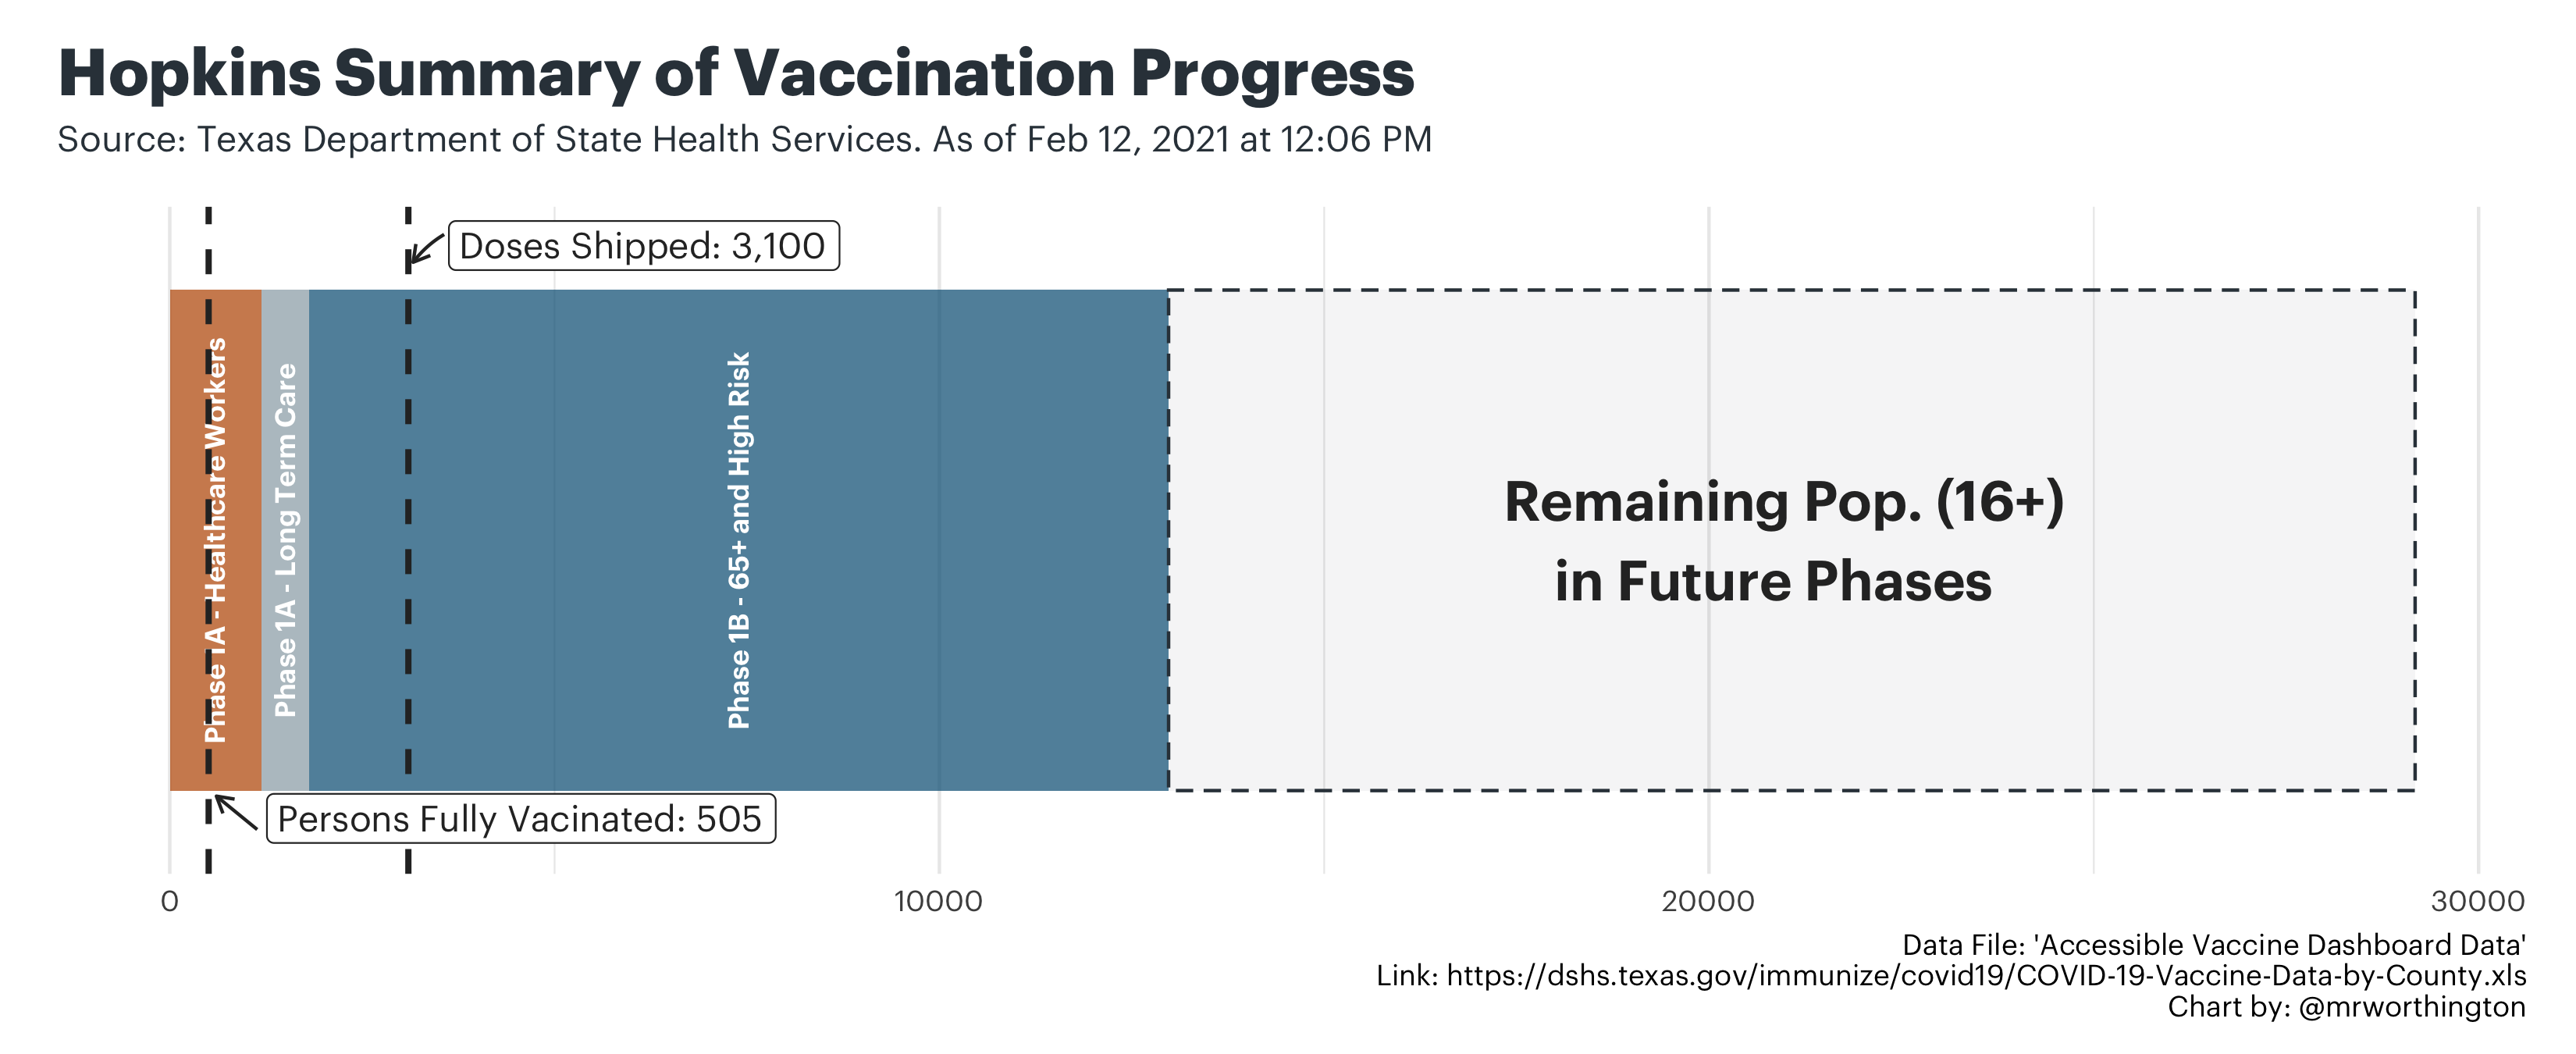 Hopkins Summary of Vaccination Progress
Source: Texas Department of State Health Services. As of Feb 12, 2021 at 12:06 PM
Doses Shipped: 3,100
Phase 1A - Healthcare Workers
Phase 1A - Long Term Care
Phase 1B - 65+ and High Risk
Remaining Pop. (16+)
in Future Phases
Persons Fully Vacinated: 505
0 10000 20000 30000
Data File: 'Accessible Vaccine Dashboard Data'
Link: https://dshs.texas.gov/immunize/covid19/COVID-19-Vaccine-Data-by-County.xls
Chart by: @mrworthington